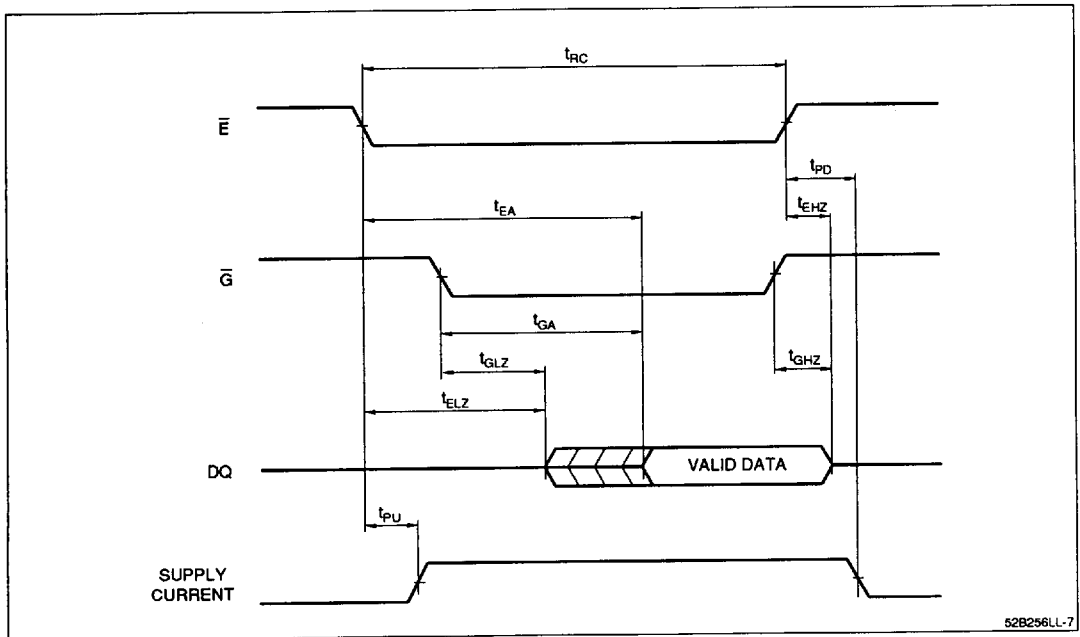 tRC
E̅
tPD
tEHZ
tEA
G̅
tGA
tGLZ
tGHZ
tELZ
DQ
VALID DATA
tPU
SUPPLY
CURRENT
52B256LL-7